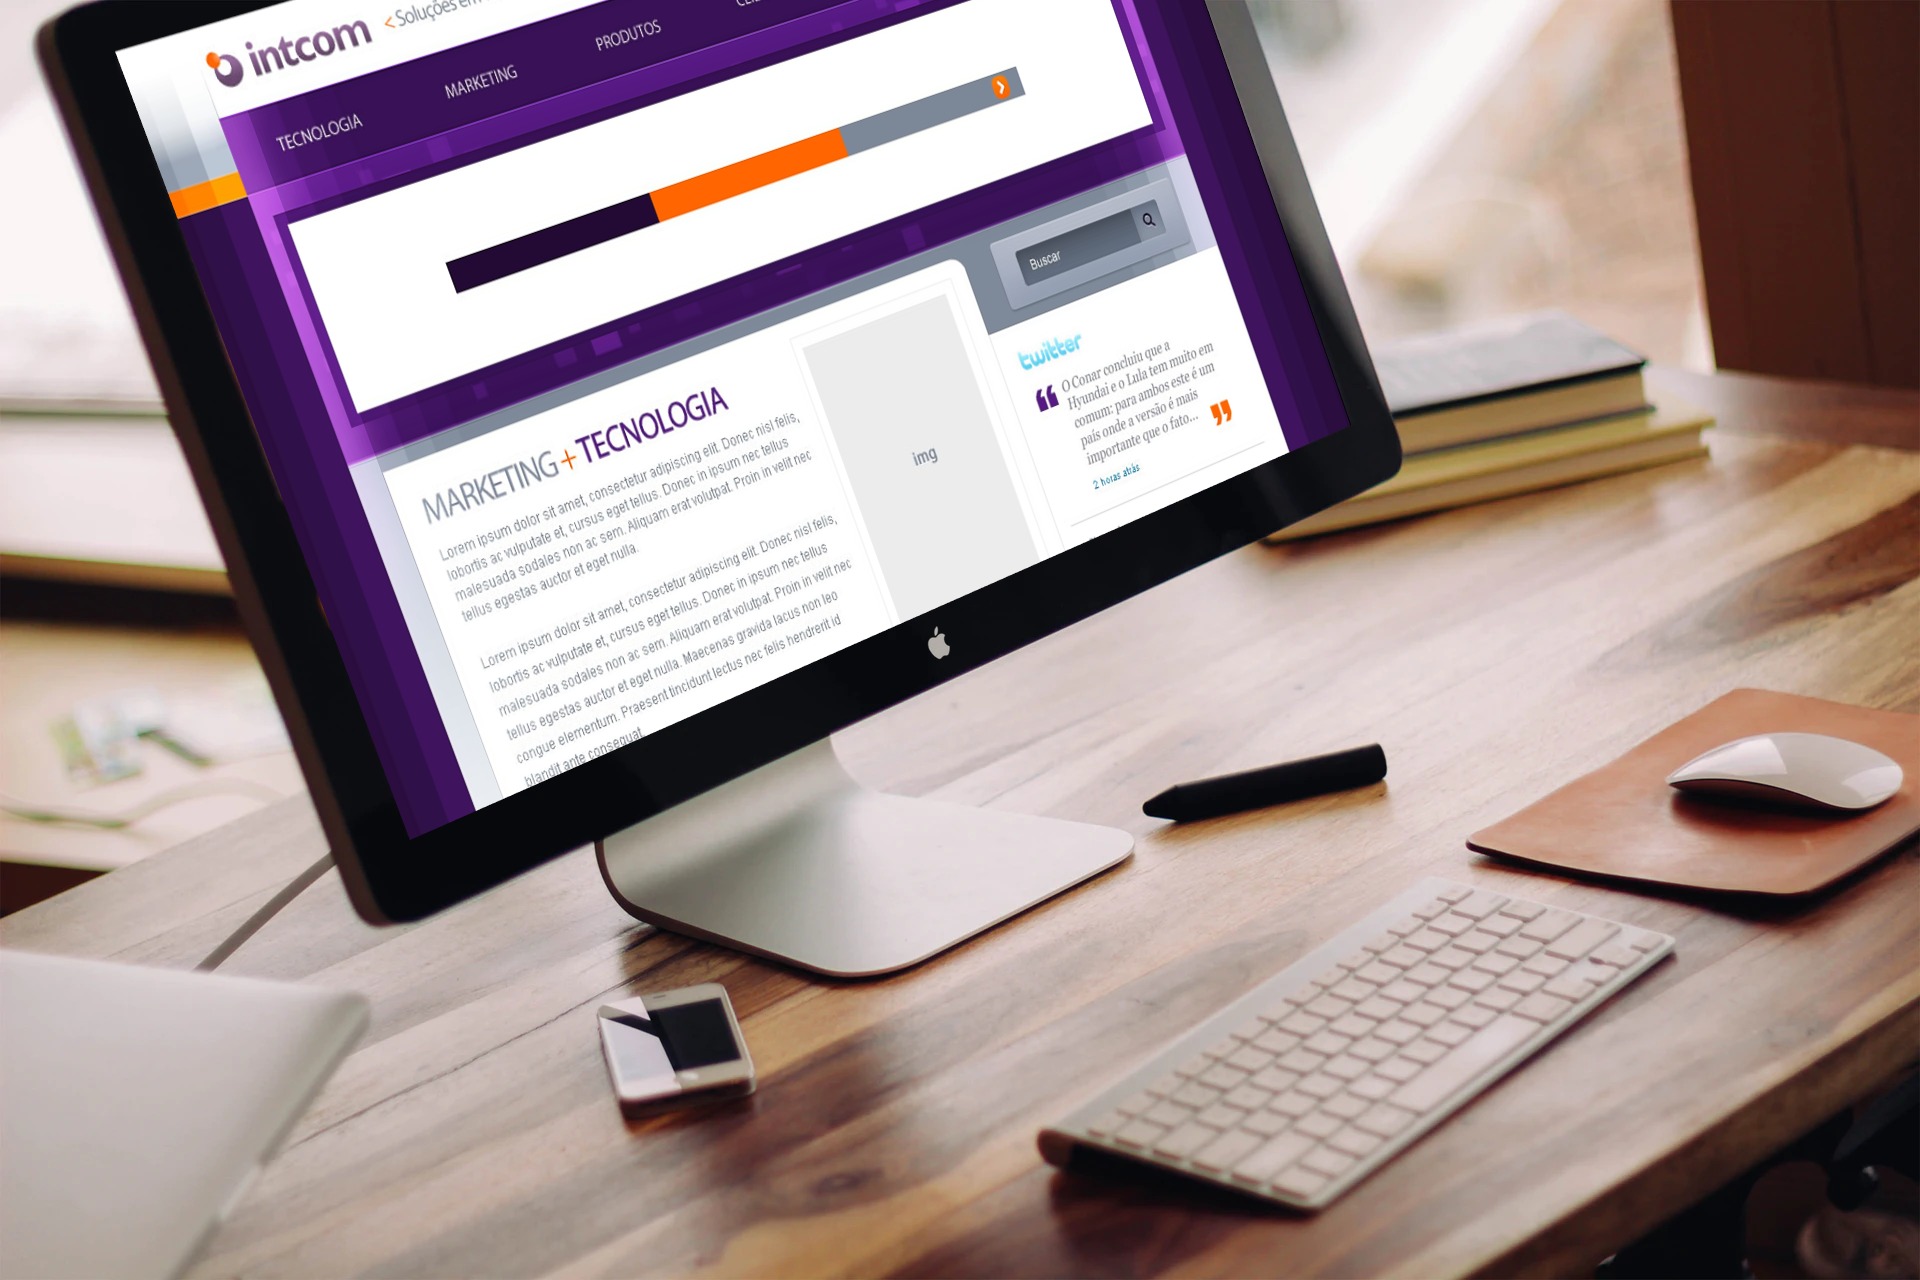 intcom
< Soluções em
TECNOLOGIA
MARKETING
PRODUTOS
Buscar
MARKETING+TECNOLOGIA
Lorem ipsum dolor sit amet, consectetur adipiscing elit. Donec nisl felis,
lobortis ac vulputate et, cursus eget tellus. Donec in ipsum nec tellus
malesuada sodales non ac sem. Aliquam erat volutpat. Proin in velit nec
tellus egestas auctor et eget nulla.
Lorem ipsum dolor sit amet, consectetur adipiscing elit. Donec nisl felis,
lobortis ac vulputate et, cursus eget tellus. Donec in ipsum nec tellus
malesuada sodales non ac sem. Aliquam erat volutpat. Proin in velit nec
tellus egestas auctor et eget nulla. Maecenas gravida lacus non leo
congue elementum. Praesent tincidunt lectus nec felis hendrerit id
blandit ante consequat.
img
twitter
“ O Conar concluiu que a
Hyundai e o Lula tem muito em
comum: para ambos este é um
pais onde a versão é mais
importante que o fato... ”
2 horas atrás